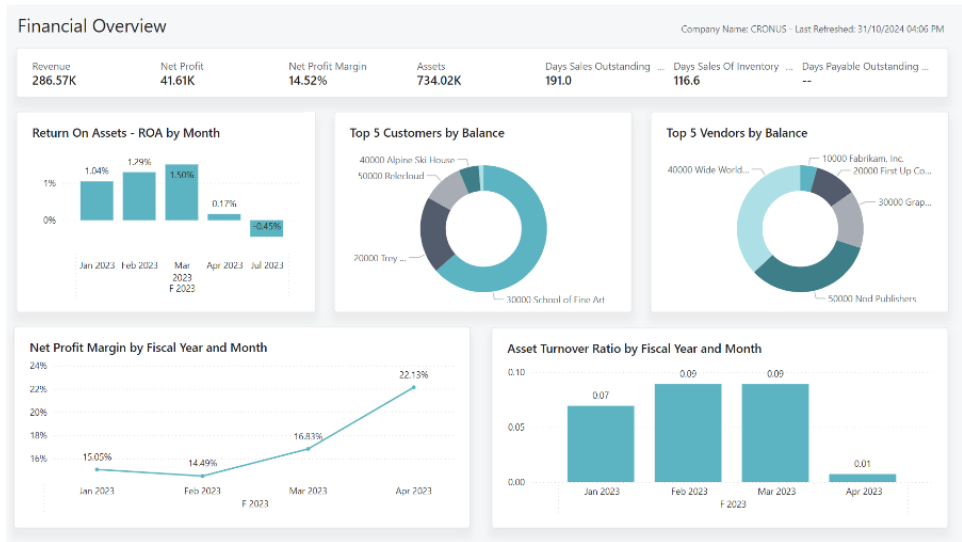 Financial Overview
Company Name: CRONUS - Last Refreshed: 31/10/2024 04:06 PM
Revenue
286.57K
Net Profit
41.61K
Net Profit Margin
14.52%
Assets
734.02K
Days Sales Outstanding ...
191.0
Days Sales Of Inventory ...
116.6
Days Payable Outstanding ...
--
Return On Assets - ROA by Month
1%
0%
1.04%
1.29%
1.50%
0.17%
-0.45%
Jan 2023 Feb 2023 Mar 2023 Apr 2023 Jul 2023
F 2023
Top 5 Customers by Balance
40000 Alpine Ski House
50000 Relecloud
20000 Trey ...
30000 School of Fine Art
Top 5 Vendors by Balance
40000 Wide World...
10000 Fabrikam, Inc.
20000 First Up Co...
30000 Grap...
50000 Nod Publishers
Net Profit Margin by Fiscal Year and Month
24%
22%
20%
18%
16%
15.05%
14.49%
16.83%
22.13%
Jan 2023 Feb 2023 Mar 2023 Apr 2023
F 2023
Asset Turnover Ratio by Fiscal Year and Month
0.10
0.05
0.00
0.07
0.09
0.09
0.01
Jan 2023 Feb 2023 Mar 2023 Apr 2023
F 2023